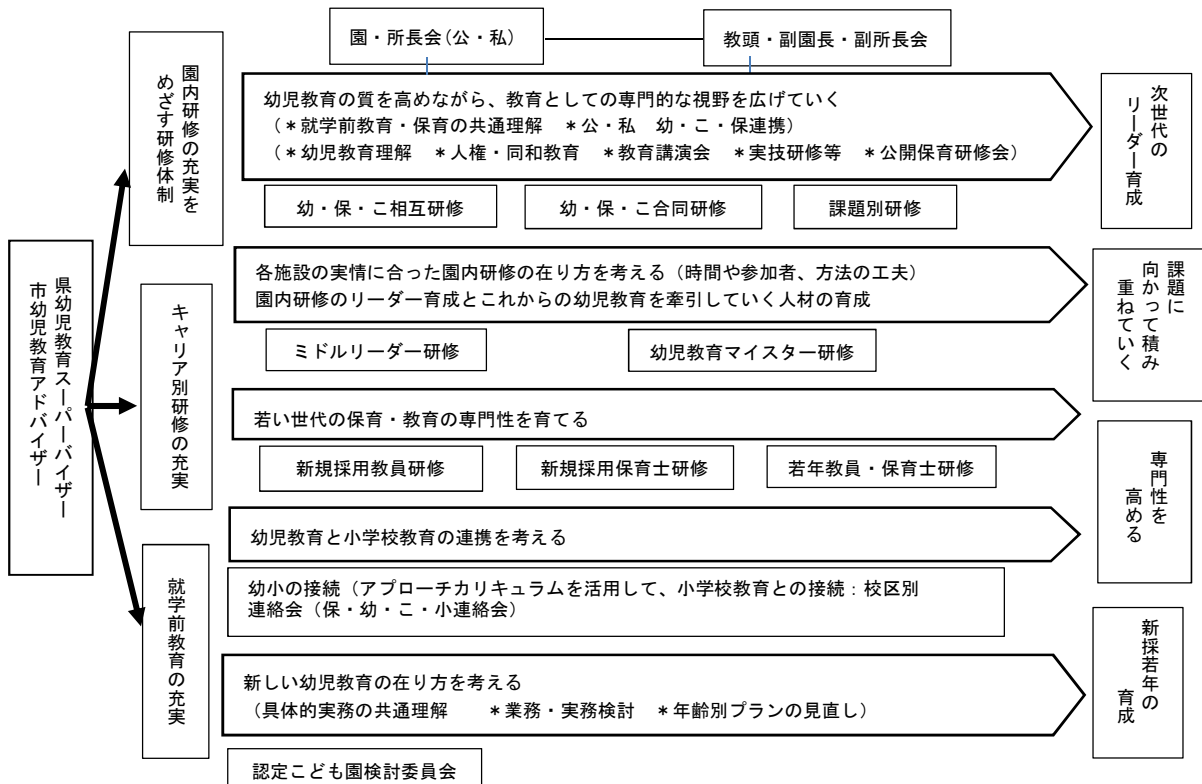 園・所長会(公・私)
教頭・副園長・副所長会
園内研修の充実を
めざす研修体制
幼児教育の質を高めながら、教育としての専門的な視野を広げていく
(＊就学前教育・保育の共通理解　＊公・私　幼・こ・保連携)
(＊幼児教育理解　＊人権・同和教育　＊教育講演会　＊実技研修等　＊公開保育研修会)
次世代の
リーダー育成
幼・保・こ相互研修
幼・保・こ合同研修
課題別研修
県幼児教育スーパーバイザー
市幼児教育アドバイザー
キャリア別研修の充実
各施設の実情に合った園内研修の在り方を考える（時間や参加者、方法の工夫）
園内研修のリーダー育成とこれからの幼児教育を牽引していく人材の育成
課題に
向かって積み
重ねていく
ミドルリーダー研修
幼児教育マイスター研修
若い世代の保育・教育の専門性を育てる
新規採用教員研修
新規採用保育士研修
若年教員・保育士研修
専門性を
高める
幼児教育と小学校教育の連携を考える
就学前教育の充実
幼小の接続（アプローチカリキュラムを活用して、小学校教育との接続：校区別
連絡会（保・幼・こ・小連絡会）
新しい幼児教育の在り方を考える
(具体的実務の共通理解　　＊業務・実務検討　＊年齢別プランの見直し)
新採若年の
育成
認定こども園検討委員会